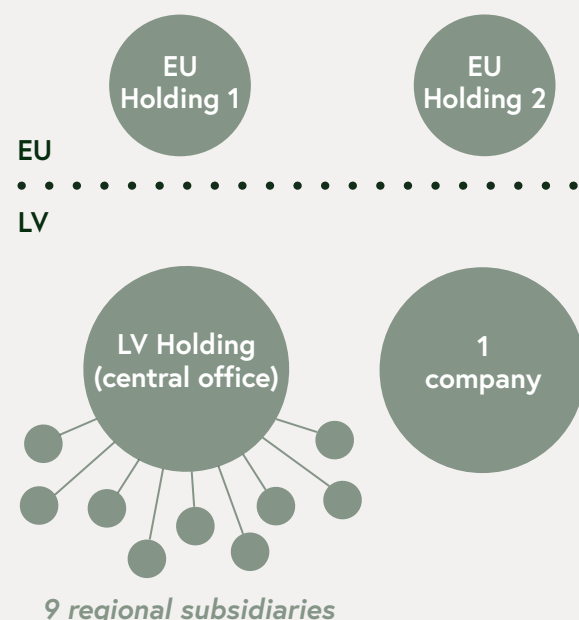 EU
Holding 1
EU
Holding 2
EU
LV
LV Holding
(central office)
1
company
9 regional subsidiaries